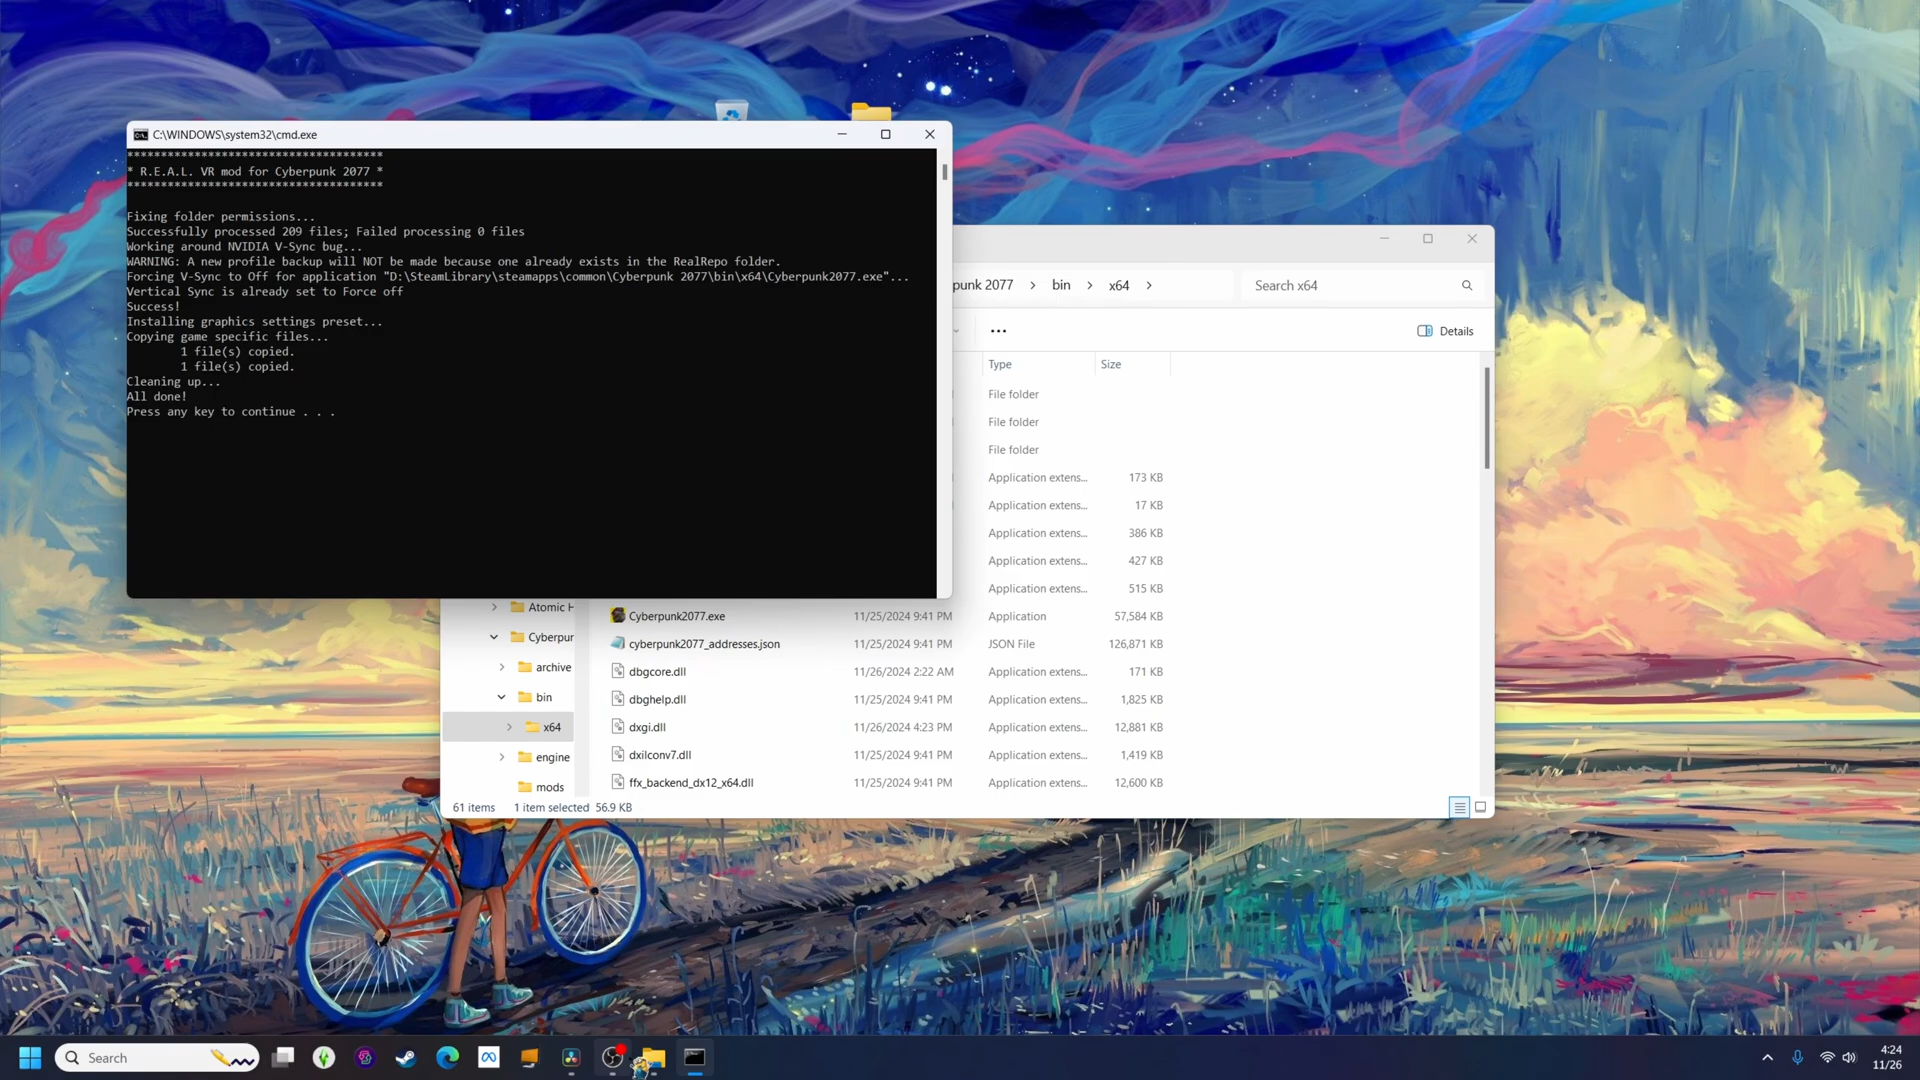 C:\WINDOWS\system32\cmd.exe
**************************************
* R.E.A.L. VR mod for Cyberpunk 2077 *
**************************************
Fixing folder permissions...
Successfully processed 209 files; Failed processing 0 files
Working around NVIDIA V-Sync bug...
WARNING: A new profile backup will NOT be made because one already exists in the RealRepo folder.
Forcing V-Sync to Off for application "D:\SteamLibrary\steamapps\common\Cyberpunk 2077\bin\x64\Cyberpunk2077.exe"...
Vertical Sync is already set to Force off
Success!
Installing graphics settings preset...
Copying game specific files...
1 file(s) copied.
1 file(s) copied.
Cleaning up...
All done!
Press any key to continue . . .
punk 2077 > bin > x64 >
Search x64
Details
Type Size
File folder
File folder
File folder
Application extens... 173 KB
Application extens... 17 KB
Application extens... 386 KB
Application extens... 427 KB
Application extens... 515 KB
Cyberpunk2077.exe 11/25/2024 9:41 PM Application 57,584 KB
cyberpunk2077_addresses.json 11/25/2024 9:41 PM JSON File 126,871 KB
dbgcore.dll 11/26/2024 2:22 AM Application extens... 171 KB
dbghelp.dll 11/25/2024 9:41 PM Application extens... 1,825 KB
dxgi.dll 11/26/2024 4:23 PM Application extens... 12,881 KB
dxilconv7.dll 11/25/2024 9:41 PM Application extens... 1,419 KB
ffx_backend_dx12_x64.dll 11/25/2024 9:41 PM Application extens... 12,600 KB
Atomic H
Cyberpur
archive
bin
x64
engine
mods
61 items 1 item selected 56.9 KB
Search
4:24
11/26